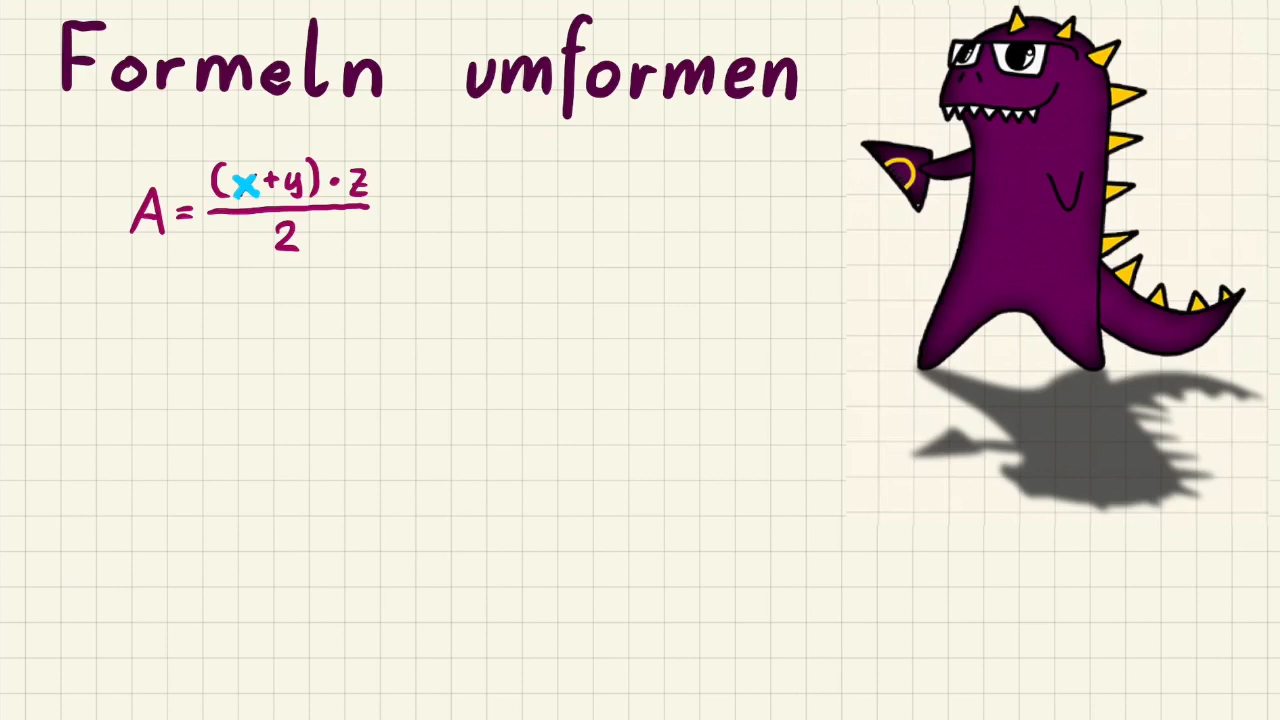 Formeln umformen
A = (x+y)·z / 2